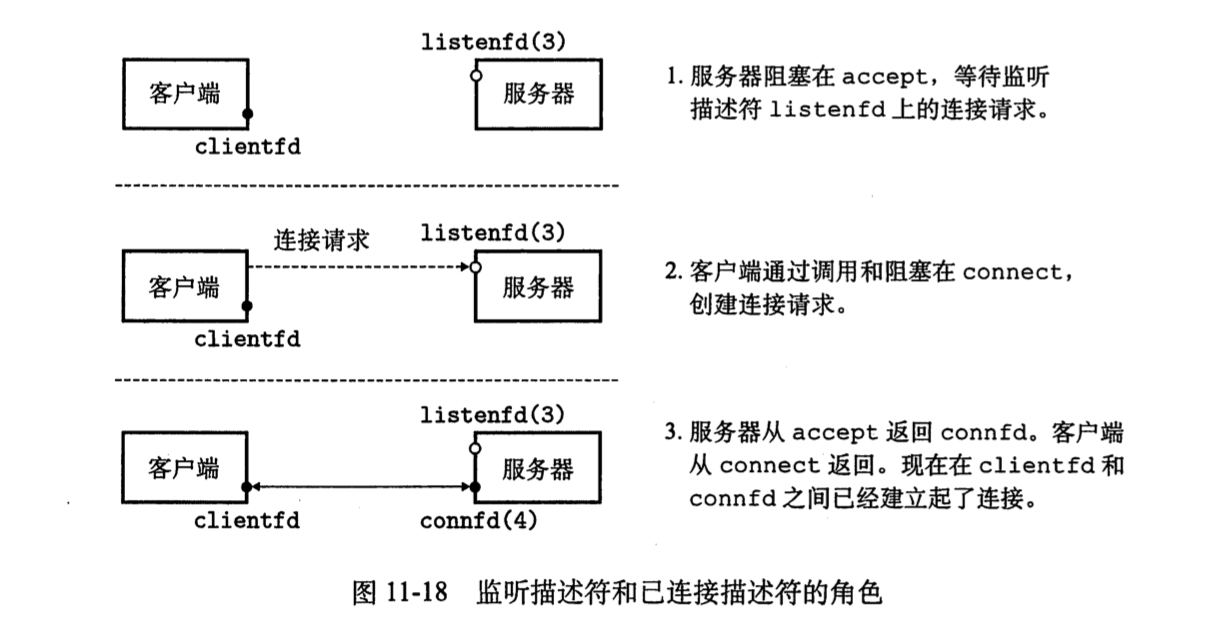 listenfd(3)
客户端
服务器
clientfd
1. 服务器阻塞在 accept，等待监听
描述符 listenfd 上的连接请求。
连接请求
listenfd(3)
客户端
服务器
clientfd
2. 客户端通过调用和阻塞在 connect，
创建连接请求。
listenfd(3)
客户端
服务器
clientfd
connfd(4)
3. 服务器从 accept 返回 connfd。客户端
从 connect 返回。现在在 clientfd 和
connfd 之间已经建立起了连接。
图 11-18 监听描述符和已连接描述符的角色